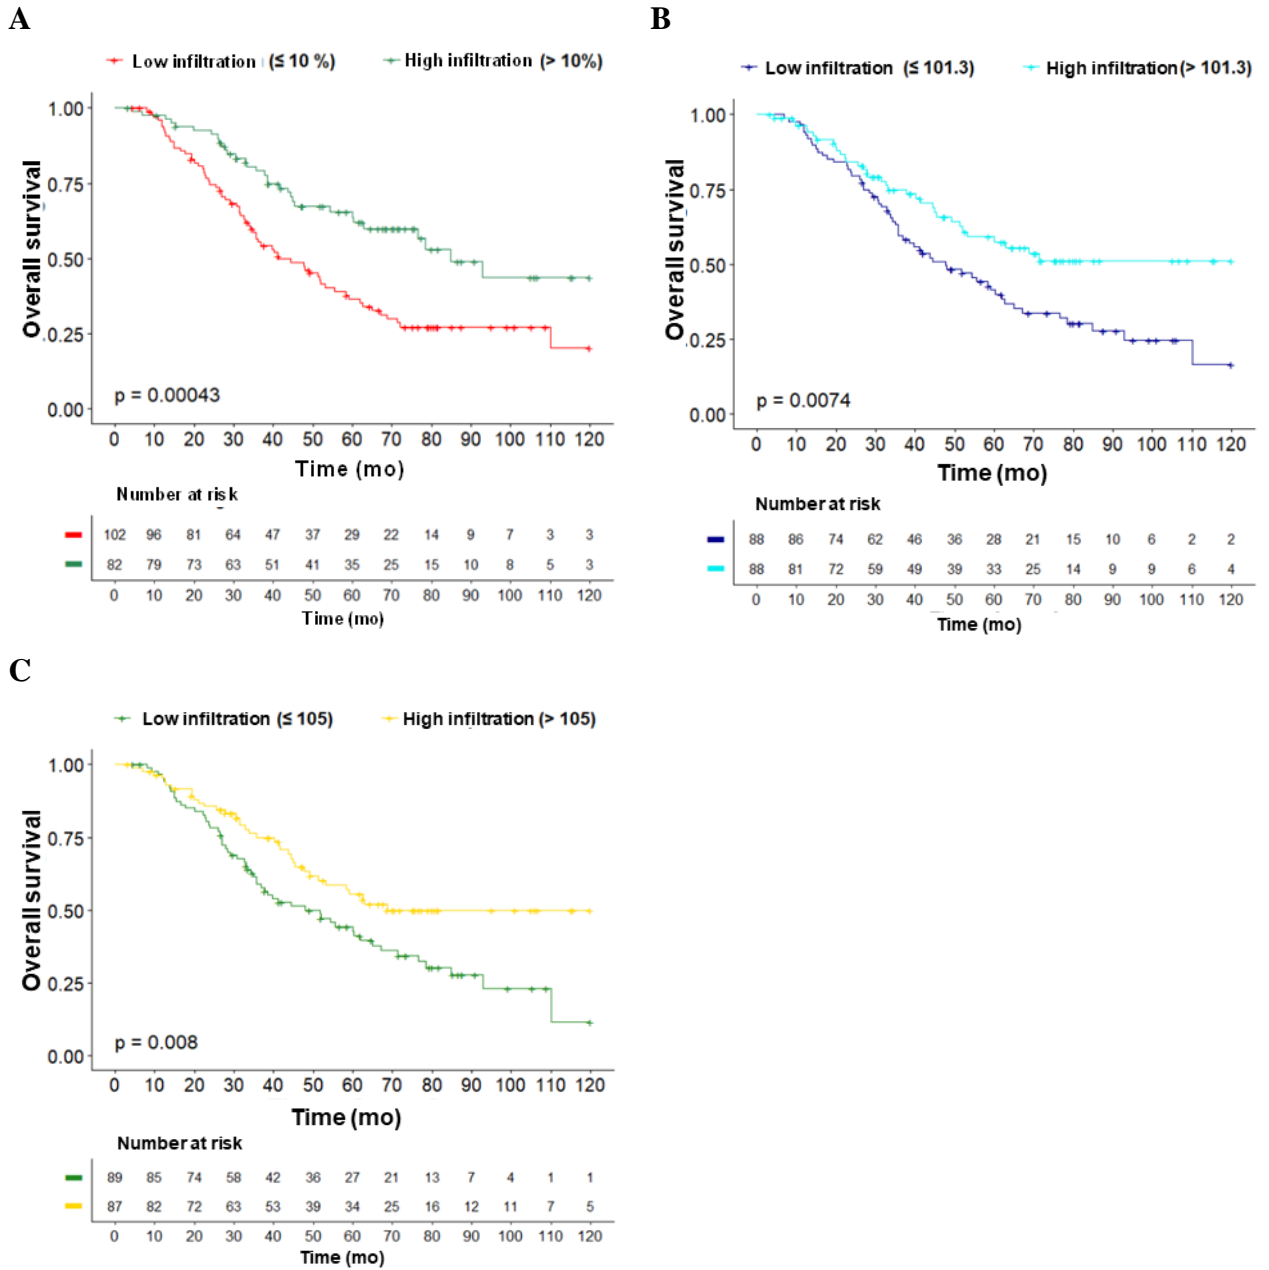 A
Low infiltration (≤ 10 %) High infiltration (> 10%)
Overall survival
1.00
0.75
0.50
0.25
0.00
p = 0.00043
0 10 20 30 40 50 60 70 80 90 100 110 120
Time (mo)
Number at risk
102 96 81 64 47 37 29 22 14 9 7 3 3
82 79 73 63 51 41 35 25 15 10 8 5 3
0 10 20 30 40 50 60 70 80 90 100 110 120
Time (mo)
B
Low infiltration (≤ 101.3) High infiltration(> 101.3)
Overall survival
1.00
0.75
0.50
0.25
0.00
p = 0.0074
0 10 20 30 40 50 60 70 80 90 100 110 120
Time (mo)
Number at risk
88 86 74 62 46 36 28 21 15 10 6 2 2
88 81 72 59 49 39 33 25 14 9 9 6 4
0 10 20 30 40 50 60 70 80 90 100 110 120
Time (mo)
C
Low infiltration (≤ 105) High infiltration (> 105)
Overall survival
1.00
0.75
0.50
0.25
0.00
p = 0.008
0 10 20 30 40 50 60 70 80 90 100 110 120
Time (mo)
Number at risk
89 85 74 58 42 36 27 21 13 7 4 1 1
87 82 72 63 53 39 34 25 16 12 11 7 5
0 10 20 30 40 50 60 70 80 90 100 110 120
Time (mo)